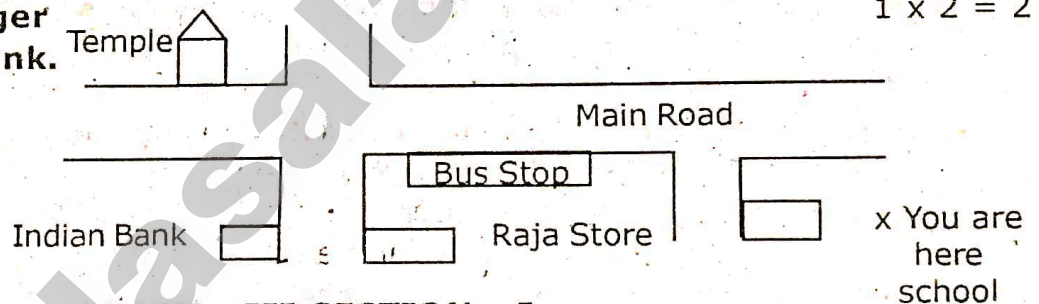 ger
nk.
1 x 2 = 2
Temple
Main Road
Bus Stop
Indian Bank
Raja Store
x You are
here
school